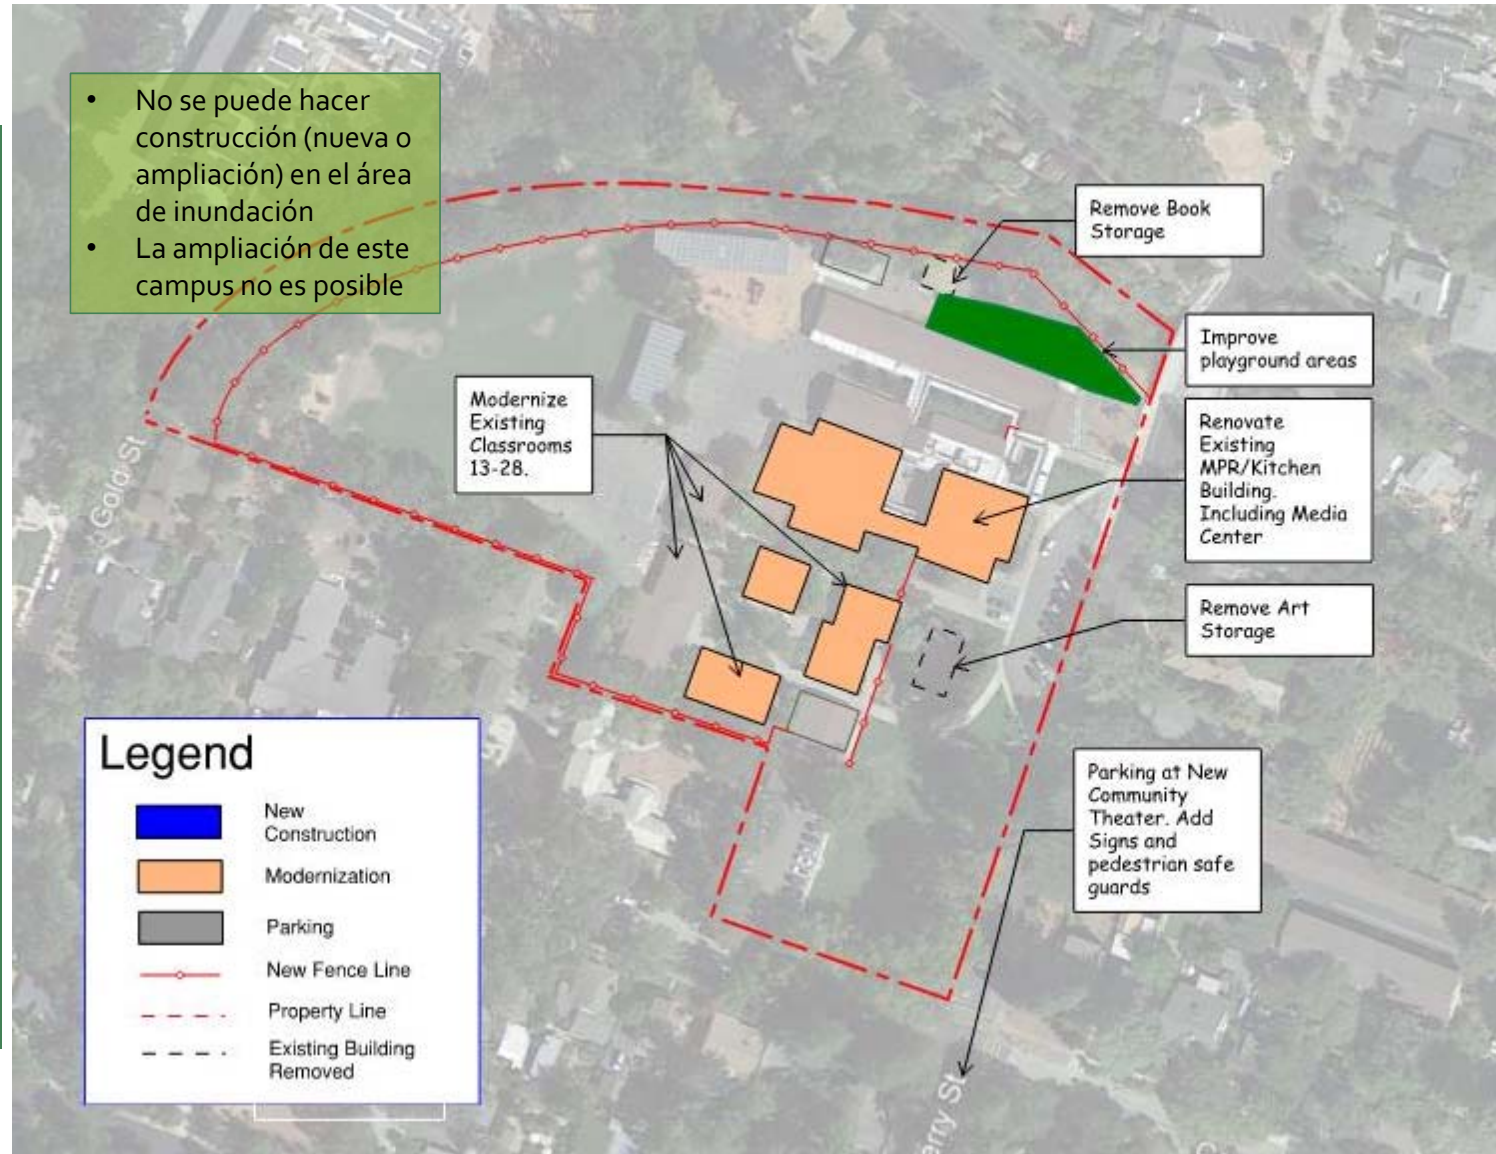 • No se puede hacer
construcción (nueva o
ampliación) en el área
de inundación
• La ampliación de este
campus no es posible
Remove Book
Storage
Improve
playground areas
Modernize
Existing
Classrooms
13-28.
Renovate
Existing
MPR/Kitchen
Building.
Including Media
Center
Gold St
Remove Art
Storage
Parking at New
Community
Theater. Add
Signs and
pedestrian safe
guards
Legend
New
Construction
Modernization
Parking
New Fence Line
Property Line
Existing Building
Removed
erry St